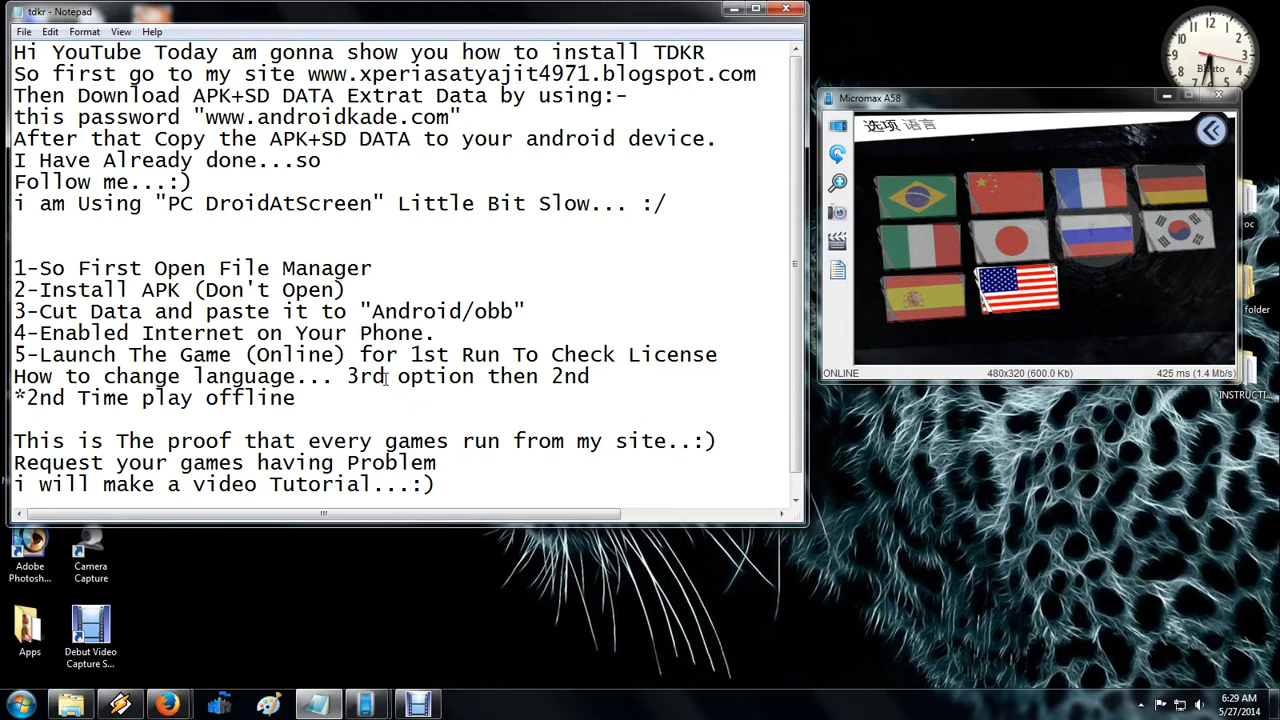 tdkr - Notepad
File Edit Format View Help
Hi YouTube Today am gonna show you how to install TDKR
So first go to my site www.xperiasatyajit4971.blogspot.com
Then Download APK+SD DATA Extrat Data by using:-
this password "www.androidkade.com"
After that Copy the APK+SD DATA to your android device.
I Have Already done...so
Follow me...:)
i am Using "PC DroidAtScreen" Little Bit Slow... :/
1-So First Open File Manager
2-Install APK (Don't Open)
3-Cut Data and paste it to "Android/obb"
4-Enabled Internet on Your Phone.
5-Launch The Game (Online) for 1st Run To Check License
How to change language... 3rd option then 2nd
*2nd Time play offline
This is The proof that every games run from my site..:)
Request your games having Problem
i will make a video Tutorial...:)
12
3
Bhuto
Micromax A58
选项 语言
ONLINE 480x320 (600.0 Kb) 425 ms (1.4 Mb/s)
oc
folder
INSTRUCTI...
Adobe
Photosh...
Camera
Capture
Apps
Debut Video
Capture S...
6:29 AM
5/27/2014